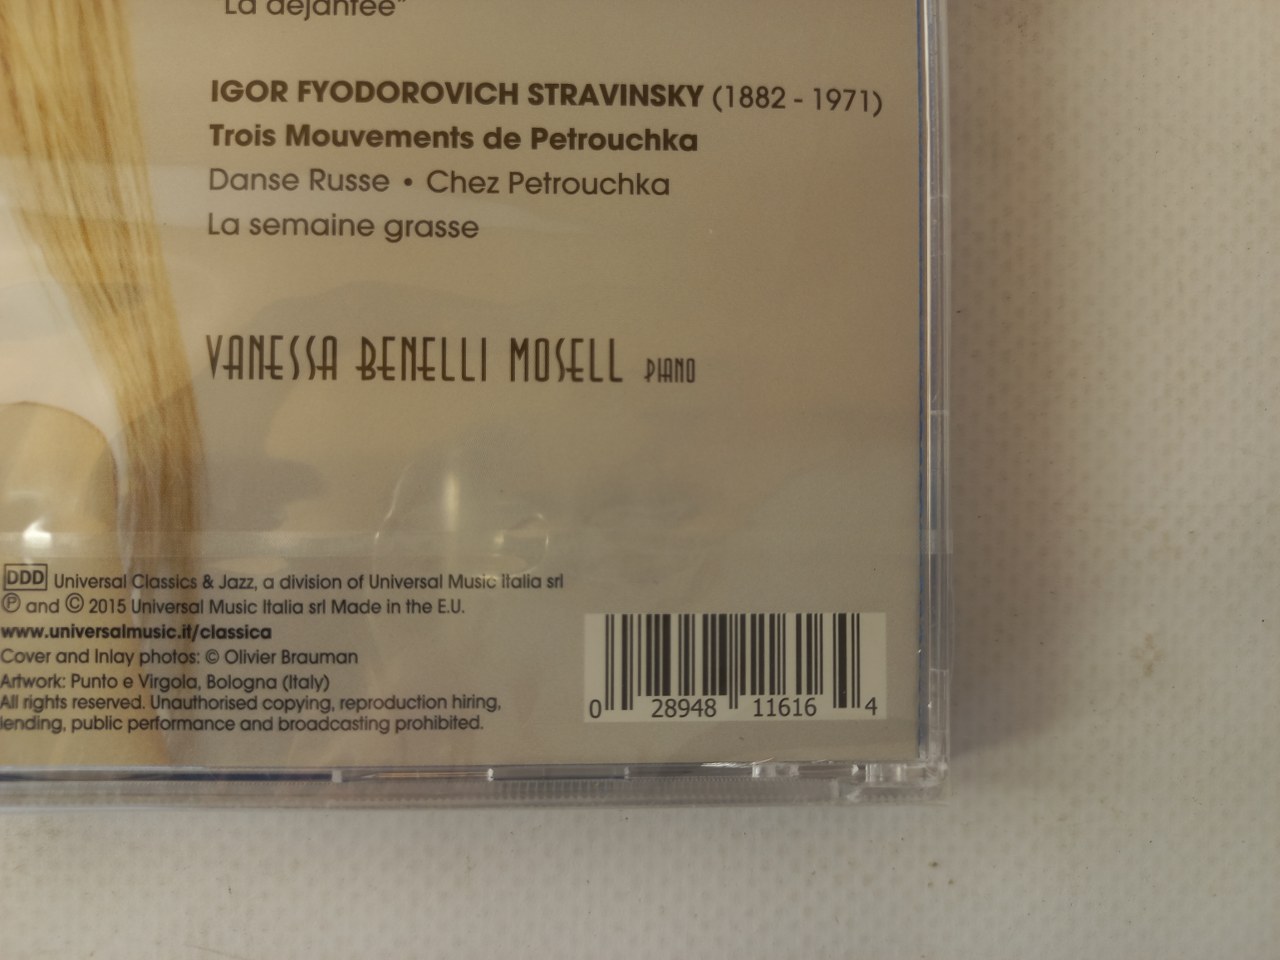 "La déjantée"
IGOR FYODOROVICH STRAVINSKY (1882 - 1971)
Trois Mouvements de Petrouchka
Danse Russe • Chez Petrouchka
La semaine grasse
VANESSA BENELLI MOSELL PIANO
DDD Universal Classics & Jazz, a division of Universal Music Italia srl
℗ and © 2015 Universal Music Italia srl Made in the E.U.
www.universalmusic.it/classica
Cover and Inlay photos: © Olivier Brauman
Artwork: Punto e Virgola, Bologna (Italy)
All rights reserved. Unauthorised copying, reproduction hiring,
lending, public performance and broadcasting prohibited.
0 28948 11616 4